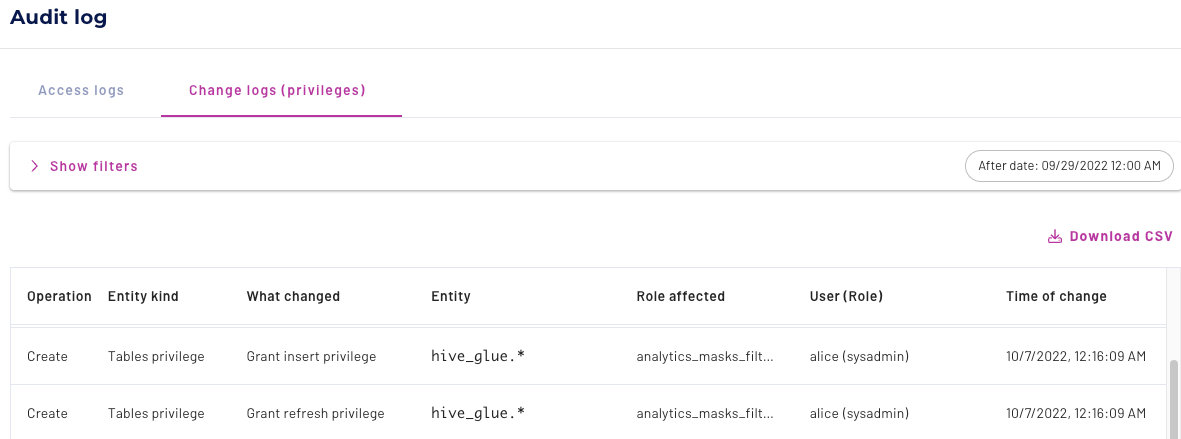 Audit log
Access logs Change logs (privileges)
Show filters After date: 09/29/2022 12:00 AM
Download CSV
Operation Entity kind What changed Entity Role affected User (Role) Time of change
Create Tables privilege Grant insert privilege hive_glue.* analytics_masks_filt... alice (sysadmin) 10/7/2022, 12:16:09 AM
Create Tables privilege Grant refresh privilege hive_glue.* analytics_masks_filt... alice (sysadmin) 10/7/2022, 12:16:09 AM